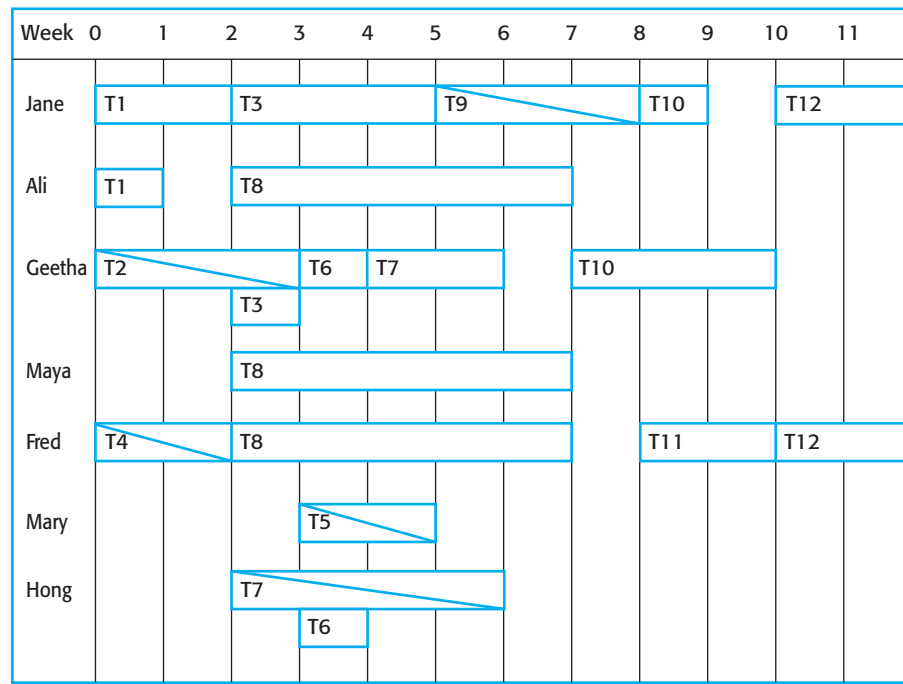 Week 0 1 2 3 4 5 6 7 8 9 10 11
Jane T1 T3 T9 T10 T12
Ali T1 T8
Geetha T2 T6 T7 T10
T3
Maya T8
Fred T4 T8 T11 T12
Mary T5
Hong T7
T6